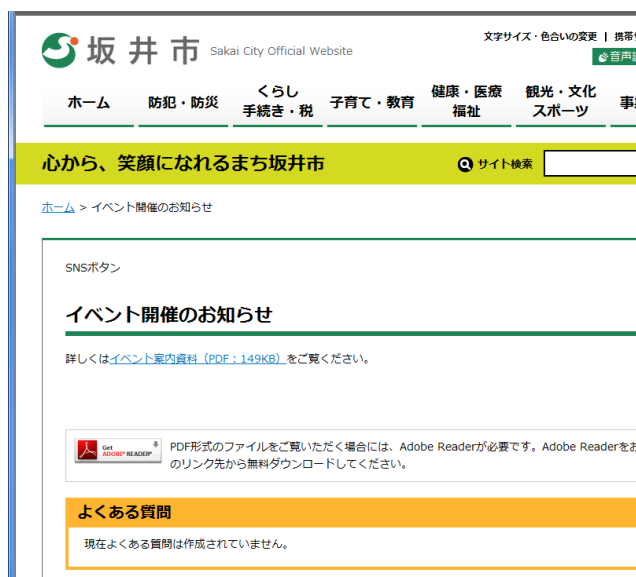 文字サイズ・色合いの変更 | 携帯
坂井市 Sakai City Official Website
音声
ホーム
防犯・防災
くらし
手続き・税
子育て・教育
健康・医療
福祉
観光・文化
スポーツ
事
心から、笑顔になれるまち坂井市
サイト検索
ホーム > イベント開催のお知らせ
SNSボタン
イベント開催のお知らせ
詳しくはイベント案内資料（PDF：149KB）をご覧ください。
Get
ADOBE® READER®
PDF形式のファイルをご覧いただく場合には、Adobe Readerが必要です。Adobe Readerをお
のリンク先から無料ダウンロードしてください。
よくある質問
現在よくある質問は作成されていません。